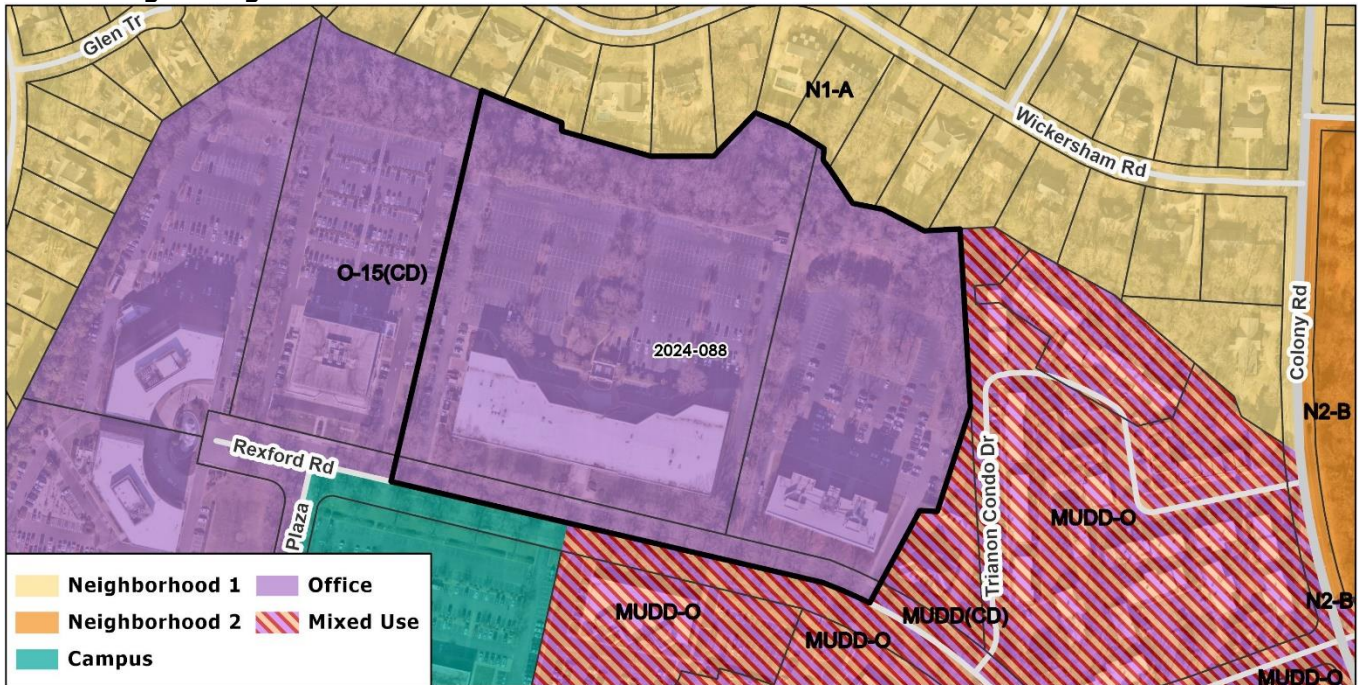 Glen Tr
N1-A
Wickersham Rd
O-15(CD)
2024-088
Colony Rd
N2-B
Rexford Rd
Plaza
Trianon Condo Dr
MUDD-O
MUDD-O
MUDD(CD)
N2-B
MUDD-O
MUDD-O
Neighborhood 1
Office
Neighborhood 2
Mixed Use
Campus